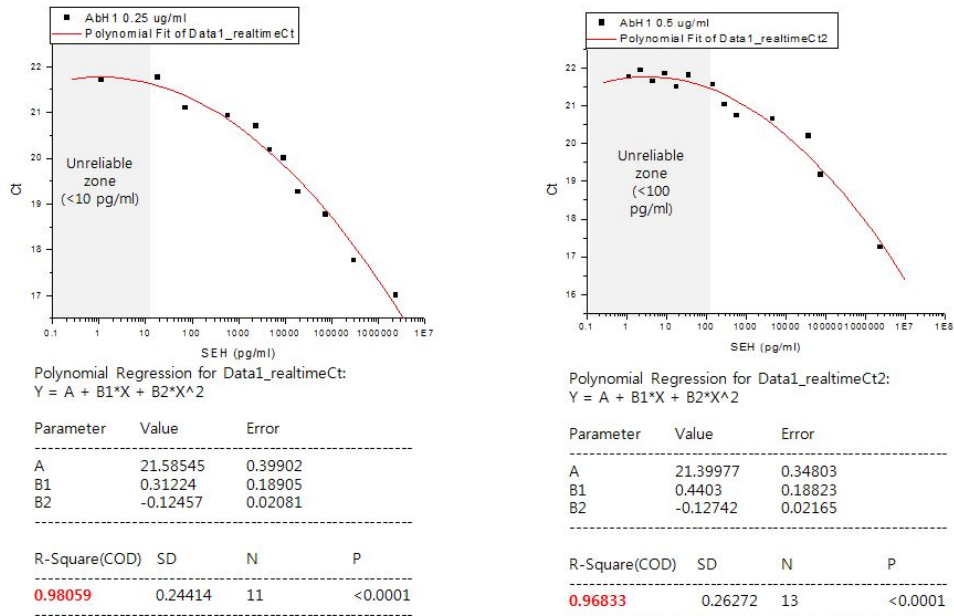 AbH1 0.25 ug/ml
Polynomial Fit of Data1_realtimeCt
22
21
20
19
18
17
Ct
Unreliable
zone
(<10 pg/ml)
0.1 1 10 100 1000 10000 100000 1000000 1E7
SEH (pg/ml)
Polynomial Regression for Data1_realtimeCt:
Y = A + B1*X + B2*X^2
Parameter Value Error
A 21.58545 0.39902
B1 0.31224 0.18905
B2 -0.12457 0.02081
R-Square(COD) SD N P
0.98059 0.24414 11 <0.0001
AbH1 0.5 ug/ml
Polynomial Fit of Data1_realtimeCt2
22
21
20
19
18
17
16
Ct
Unreliable
zone
(<100
pg/ml)
0.1 1 10 100 1000 10000 100000 1000000 1E7 1E8
SEH (pg/ml)
Polynomial Regression for Data1_realtimeCt2:
Y = A + B1*X + B2*X^2
Parameter Value Error
A 21.39977 0.34803
B1 0.4403 0.18823
B2 -0.12742 0.02165
R-Square(COD) SD N P
0.96833 0.26272 13 <0.0001